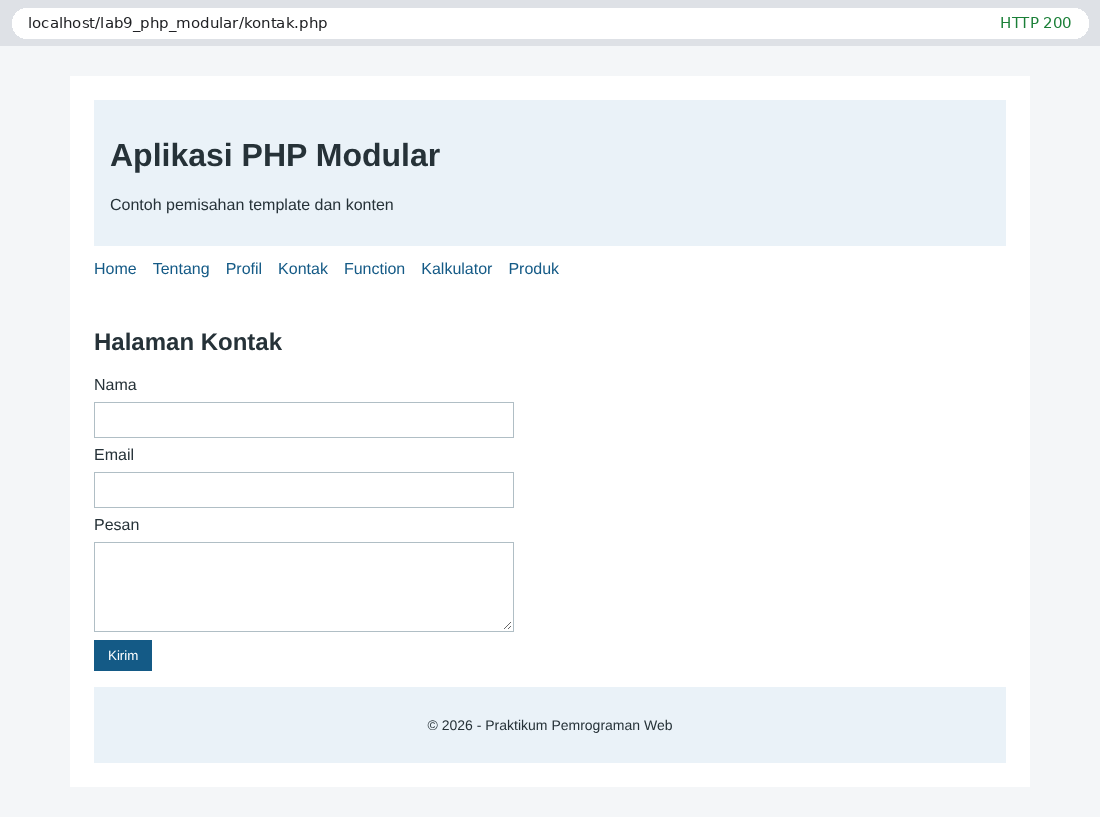 localhost/lab9_php_modular/kontak.php HTTP 200
Aplikasi PHP Modular
Contoh pemisahan template dan konten
Home Tentang Profil Kontak Function Kalkulator Produk
Halaman Kontak
Nama
Email
Pesan
Kirim
© 2026 - Praktikum Pemrograman Web